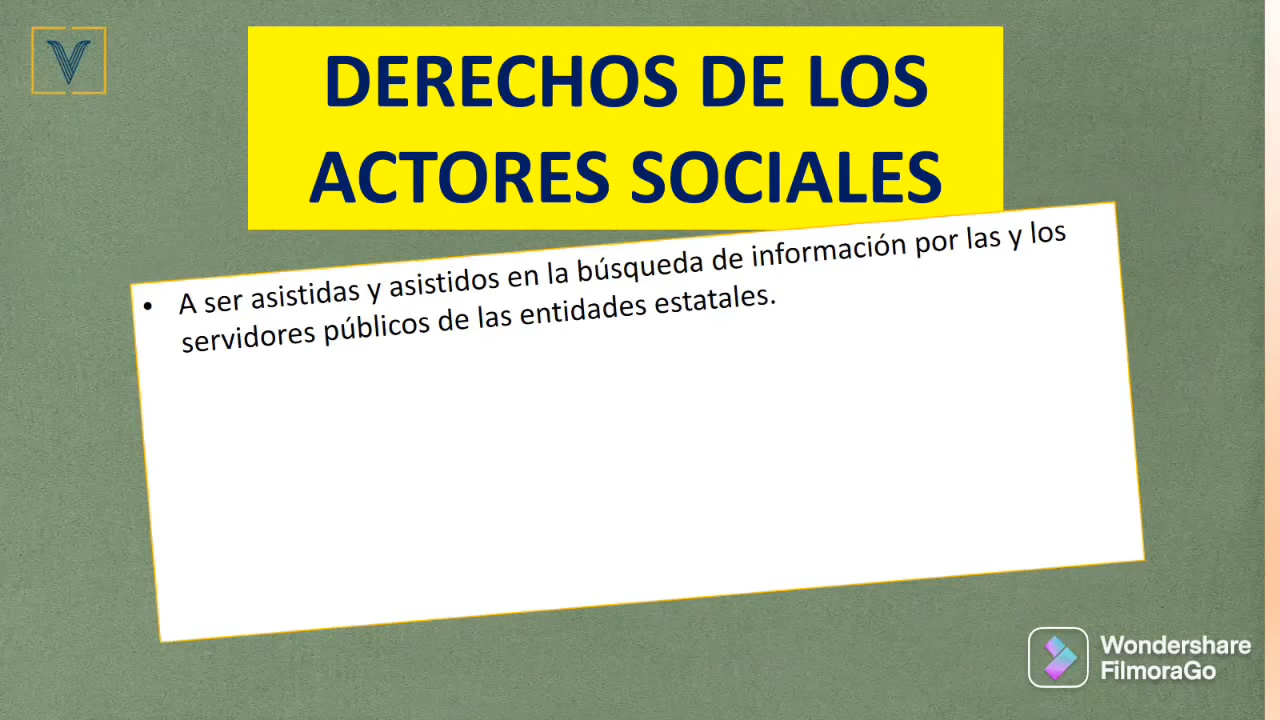 V
DERECHOS DE LOS
ACTORES SOCIALES
• A ser asistidas y asistidos en la búsqueda de información por las y los
servidores públicos de las entidades estatales.
Wondershare
FilmoraGo